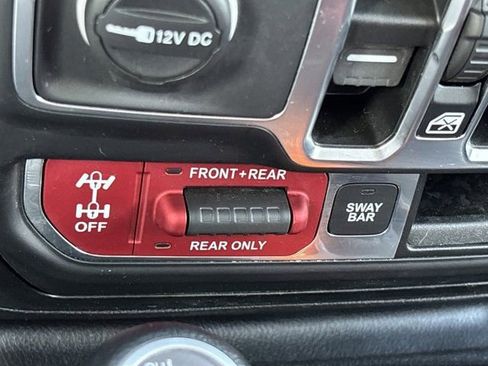 12V DC
FRONT+REAR
OFF
REAR ONLY
SWAY
BAR